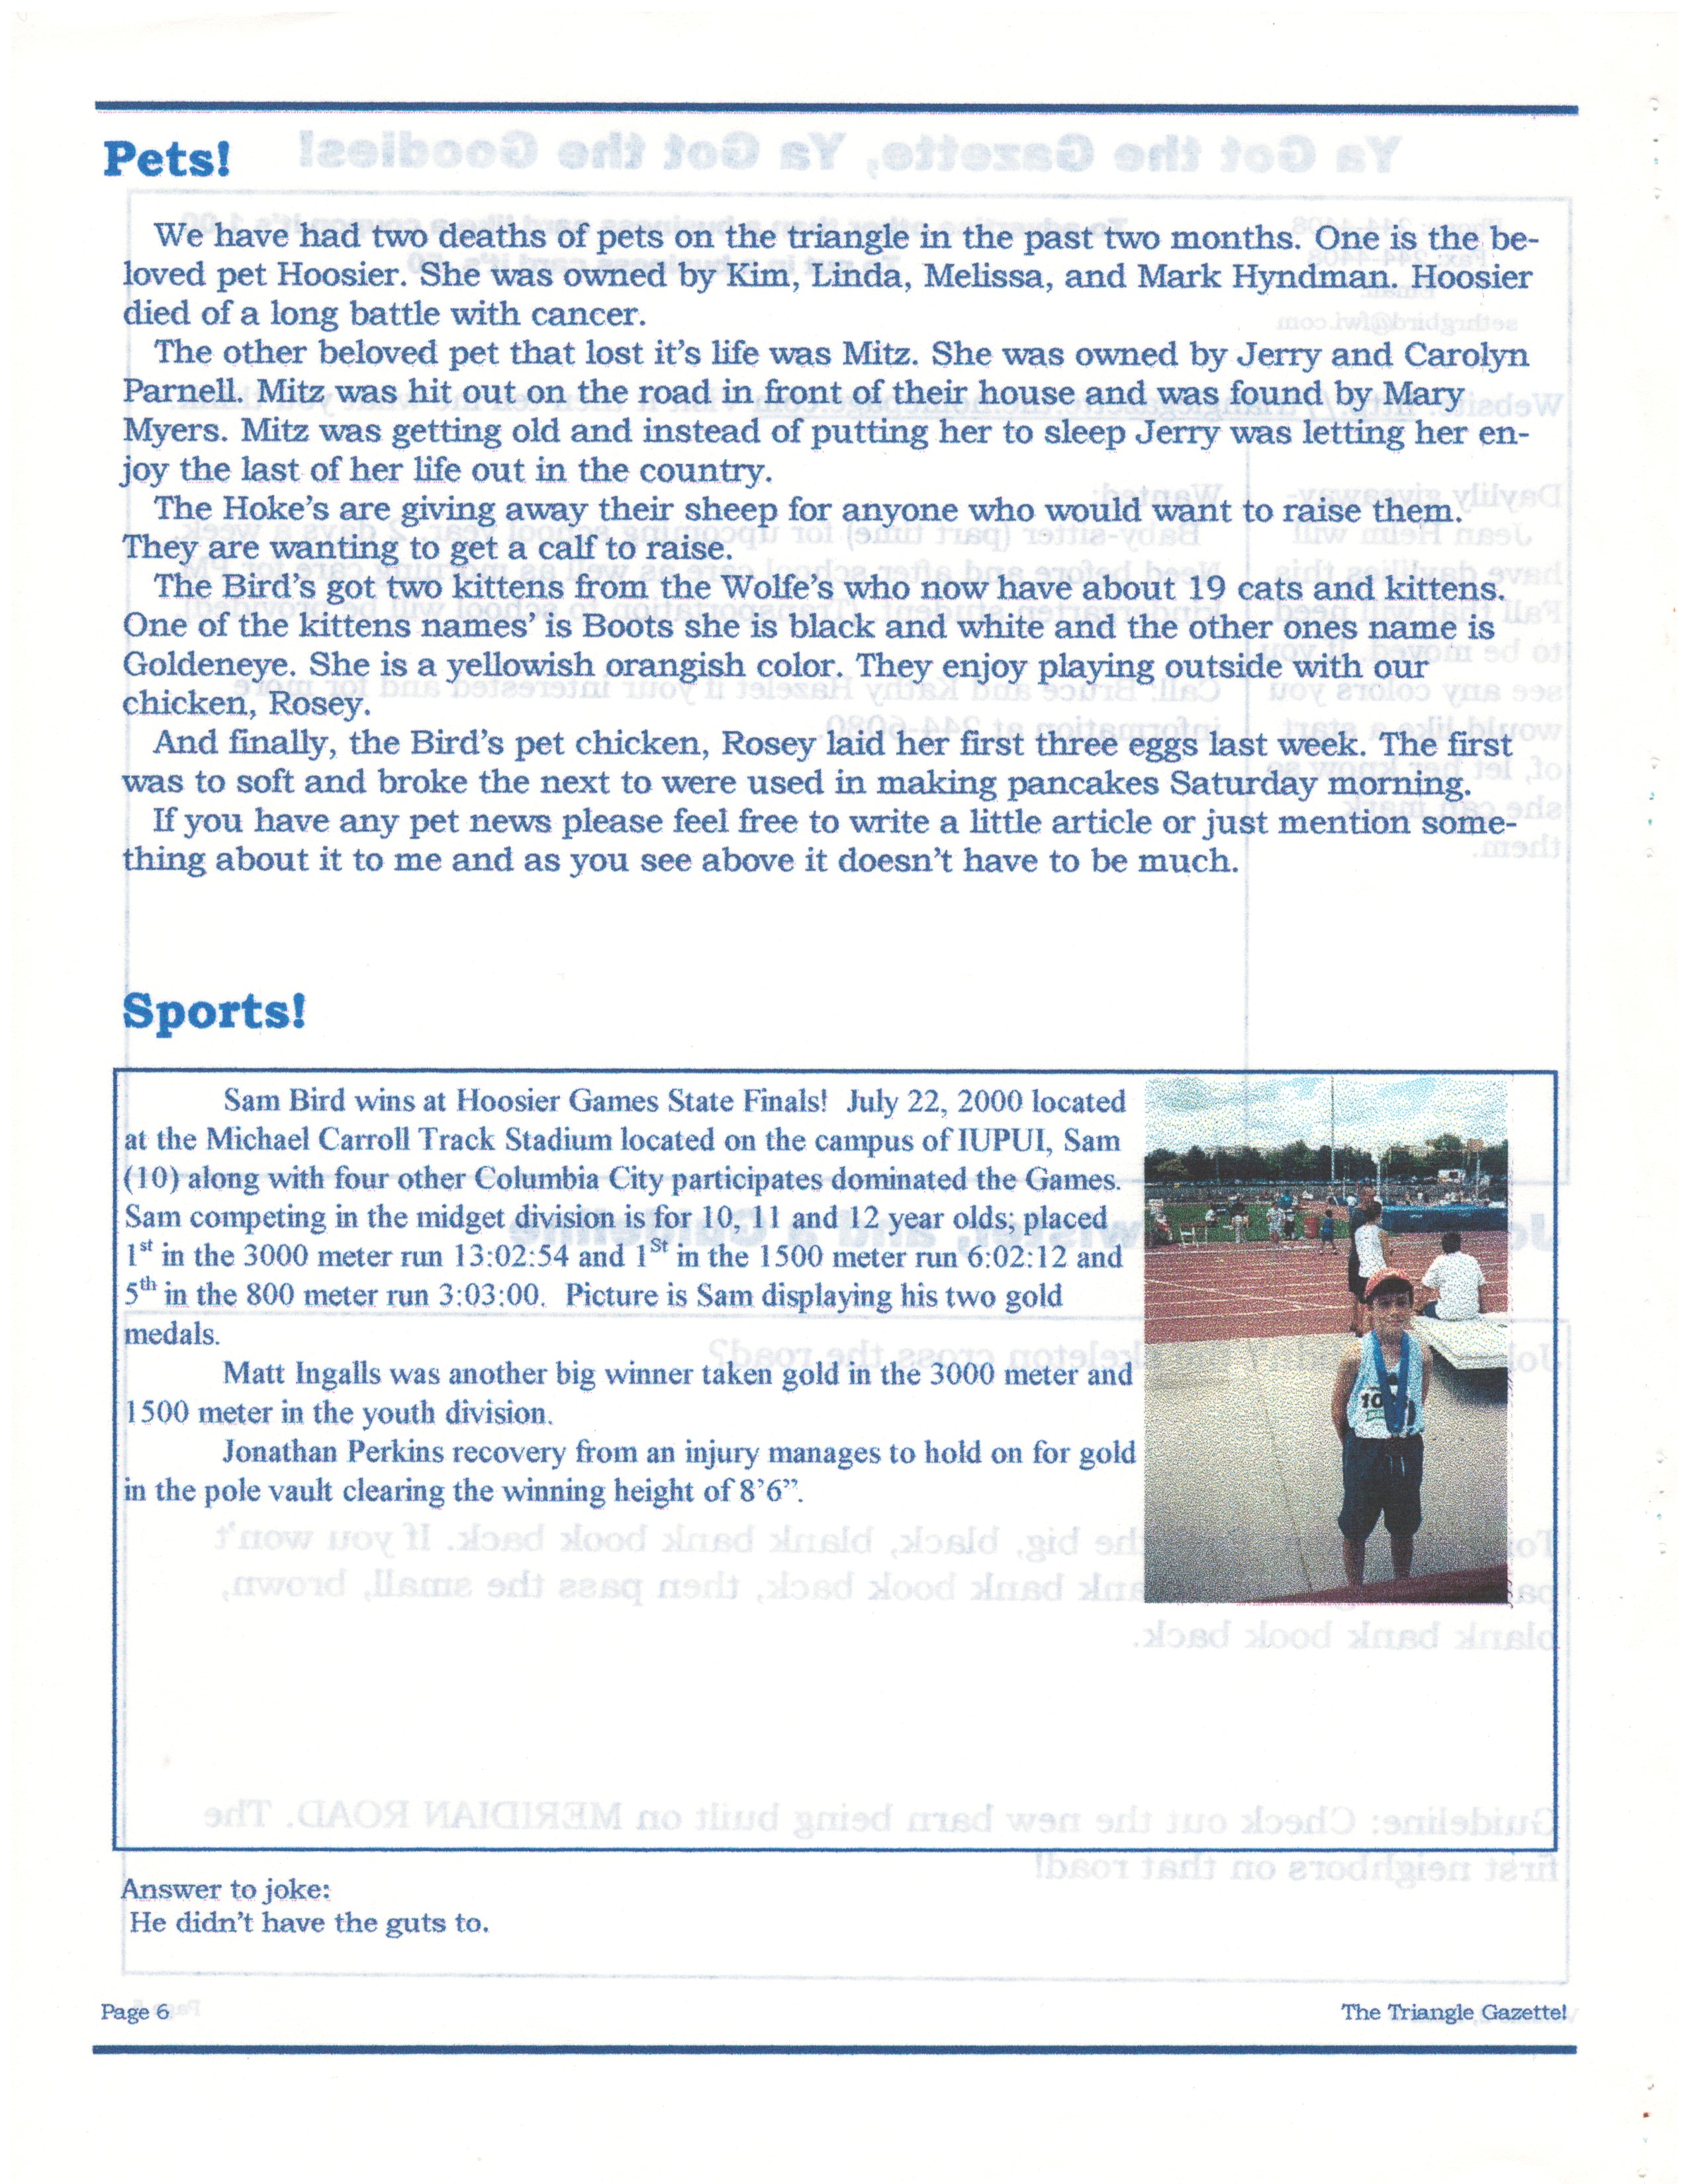 Pets!
We have had two deaths of pets on the triangle in the past two months. One is the be-
loved pet Hoosier. She was owned by Kim, Linda, Melissa, and Mark Hyndman. Hoosier
died of a long battle with cancer.
The other beloved pet that lost it's life was Mitz. She was owned by Jerry and Carolyn
Parnell. Mitz was hit out on the road in front of their house and was found by Mary
Myers. Mitz was getting old and instead of putting her to sleep Jerry was letting her en-
joy the last of her life out in the country.
The Hoke's are giving away their sheep for anyone who would want to raise them.
They are wanting to get a calf to raise.
The Bird's got two kittens from the Wolfe's who now have about 19 cats and kittens.
One of the kittens names' is Boots she is black and white and the other ones name is
Goldeneye. She is a yellowish orangish color. They enjoy playing outside with our
chicken, Rosey.
And finally, the Bird's pet chicken, Rosey laid her first three eggs last week. The first
was to soft and broke the next to were used in making pancakes Saturday morning.
If you have any pet news please feel free to write a little article or just mention some-
thing about it to me and as you see above it doesn't have to be much.
Sports!
Sam Bird wins at Hoosier Games State Finals! July 22, 2000 located
at the Michael Carroll Track Stadium located on the campus of IUPUI, Sam
(10) along with four other Columbia City participates dominated the Games.
Sam competing in the midget division is for 10, 11 and 12 year olds; placed
1st in the 3000 meter run 13:02:54 and 1St in the 1500 meter run 6:02:12 and
5th in the 800 meter run 3:03:00. Picture is Sam displaying his two gold
medals.
Matt Ingalls was another big winner taken gold in the 3000 meter and
1500 meter in the youth division.
Jonathan Perkins recovery from an injury manages to hold on for gold
in the pole vault clearing the winning height of 8'6".
Answer to joke:
He didn't have the guts to.
Page 6
The Triangle Gazette!